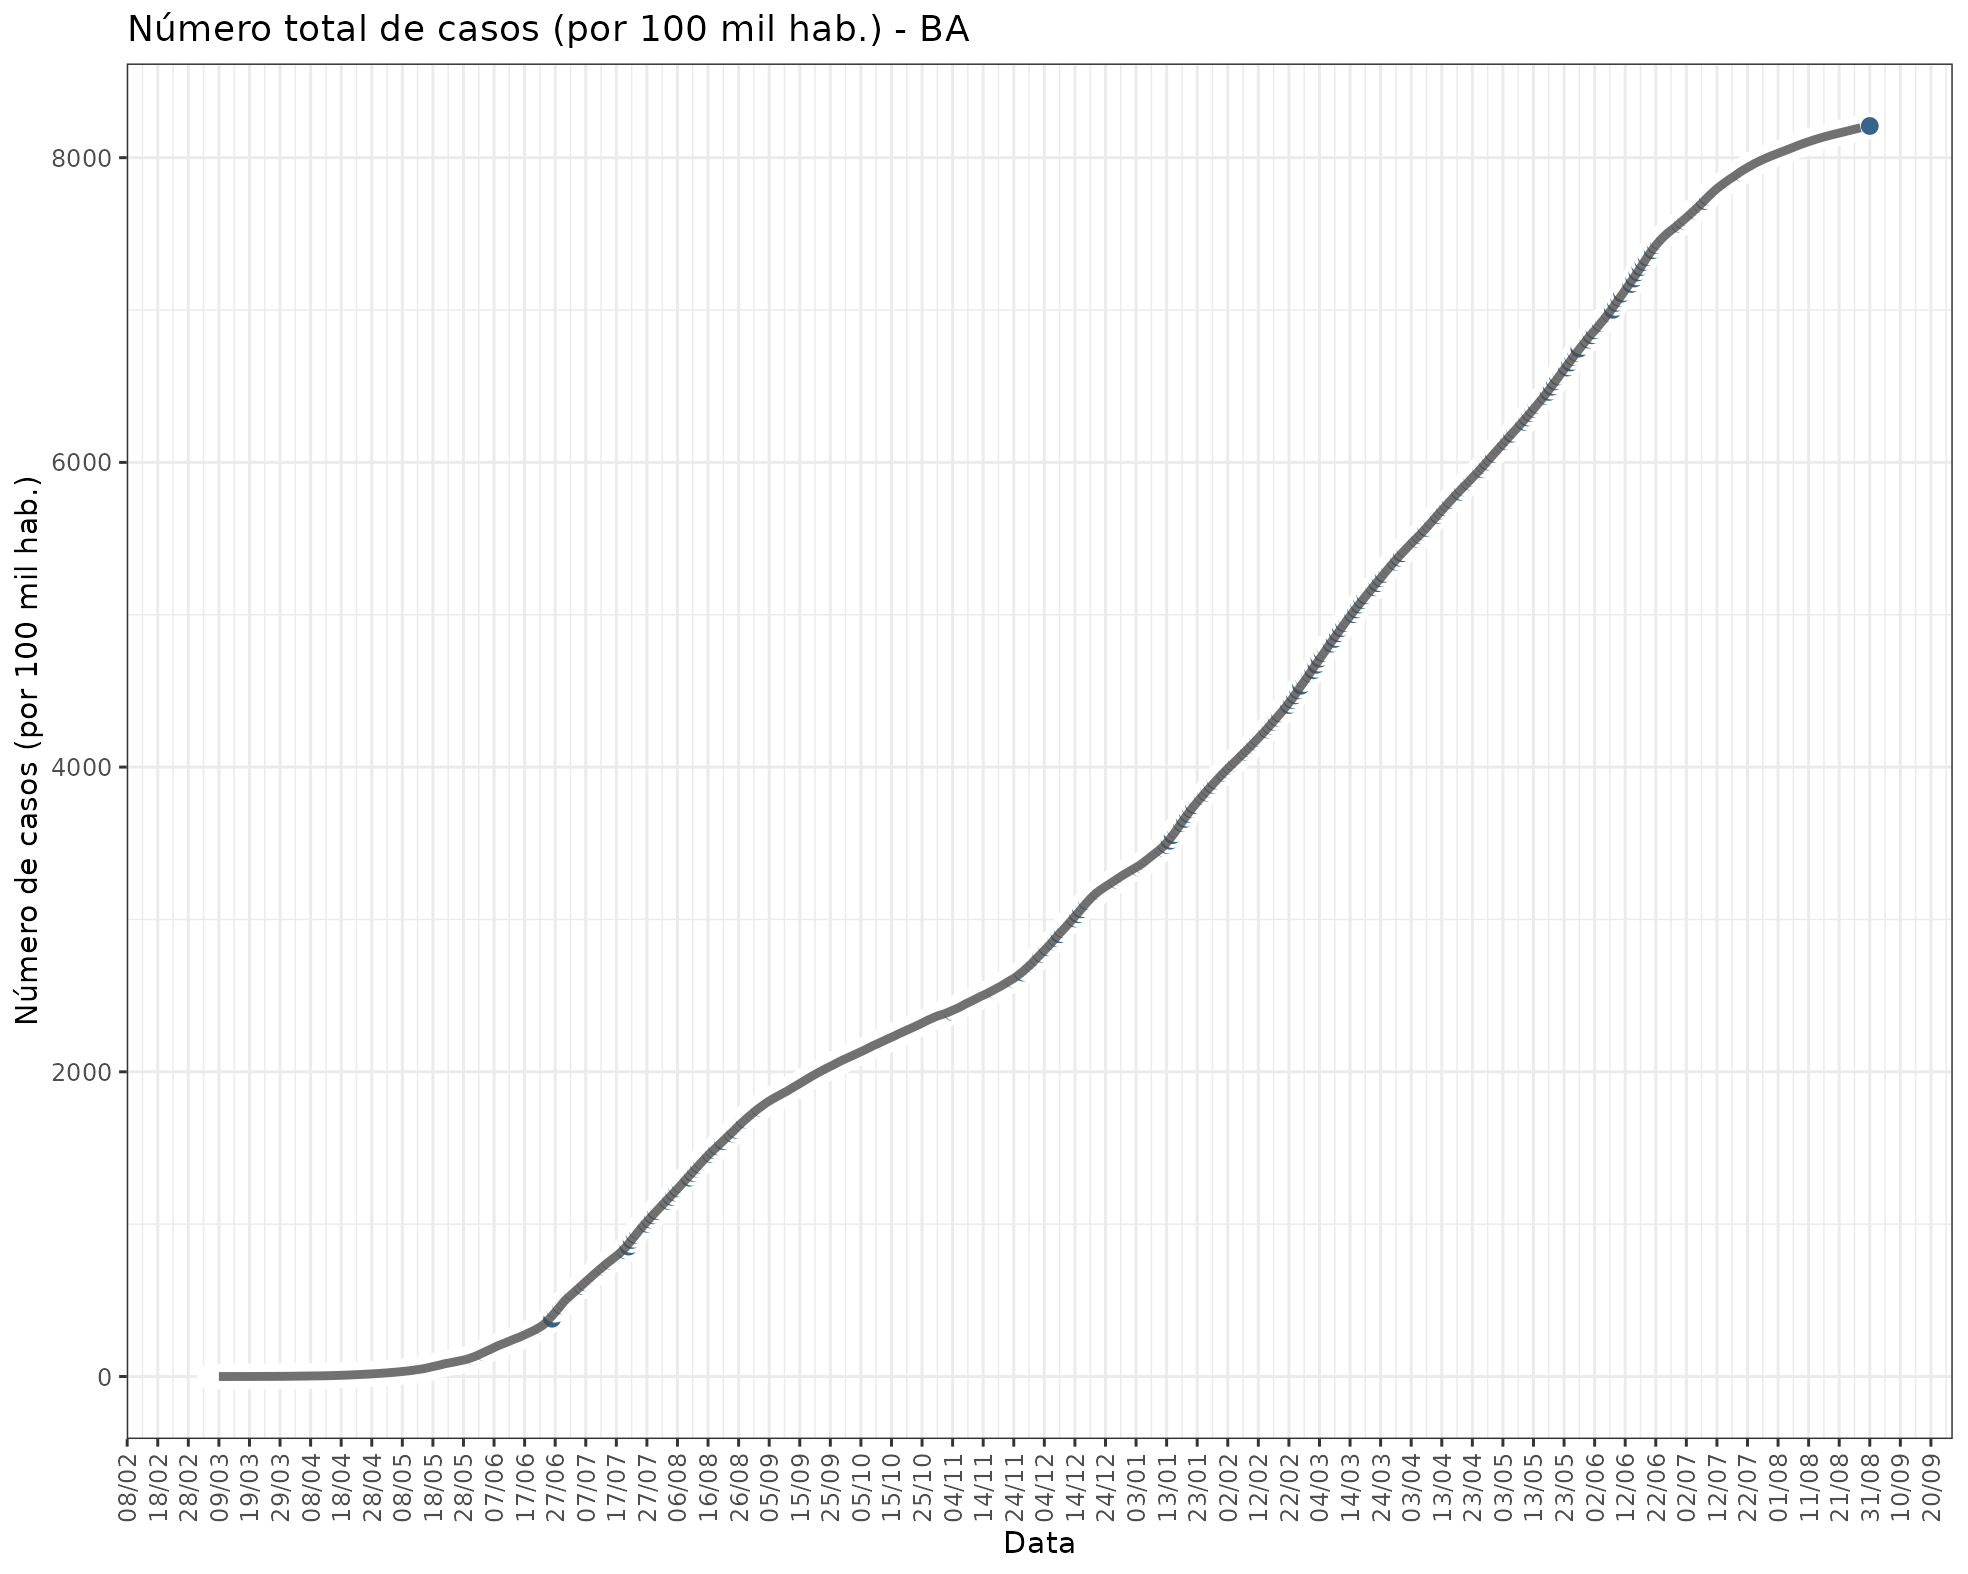 Número total de casos (por 100 mil hab.) - BA
Número de casos (por 100 mil hab.)
8000
6000
4000
2000
0
08/02 18/02 28/02 09/03 19/03 29/03 08/04 18/04 28/04 08/05 18/05 28/05 07/06 17/06 27/06 07/07 17/07 27/07 06/08 16/08 26/08 05/09 15/09 25/09 05/10 15/10 25/10 04/11 14/11 24/11 04/12 14/12 24/12 03/01 13/01 23/01 02/02 12/02 22/02 04/03 14/03 24/03 03/04 13/04 23/04 03/05 13/05 23/05 02/06 12/06 22/06 02/07 12/07 22/07 01/08 11/08 21/08 31/08 10/09 20/09
Data